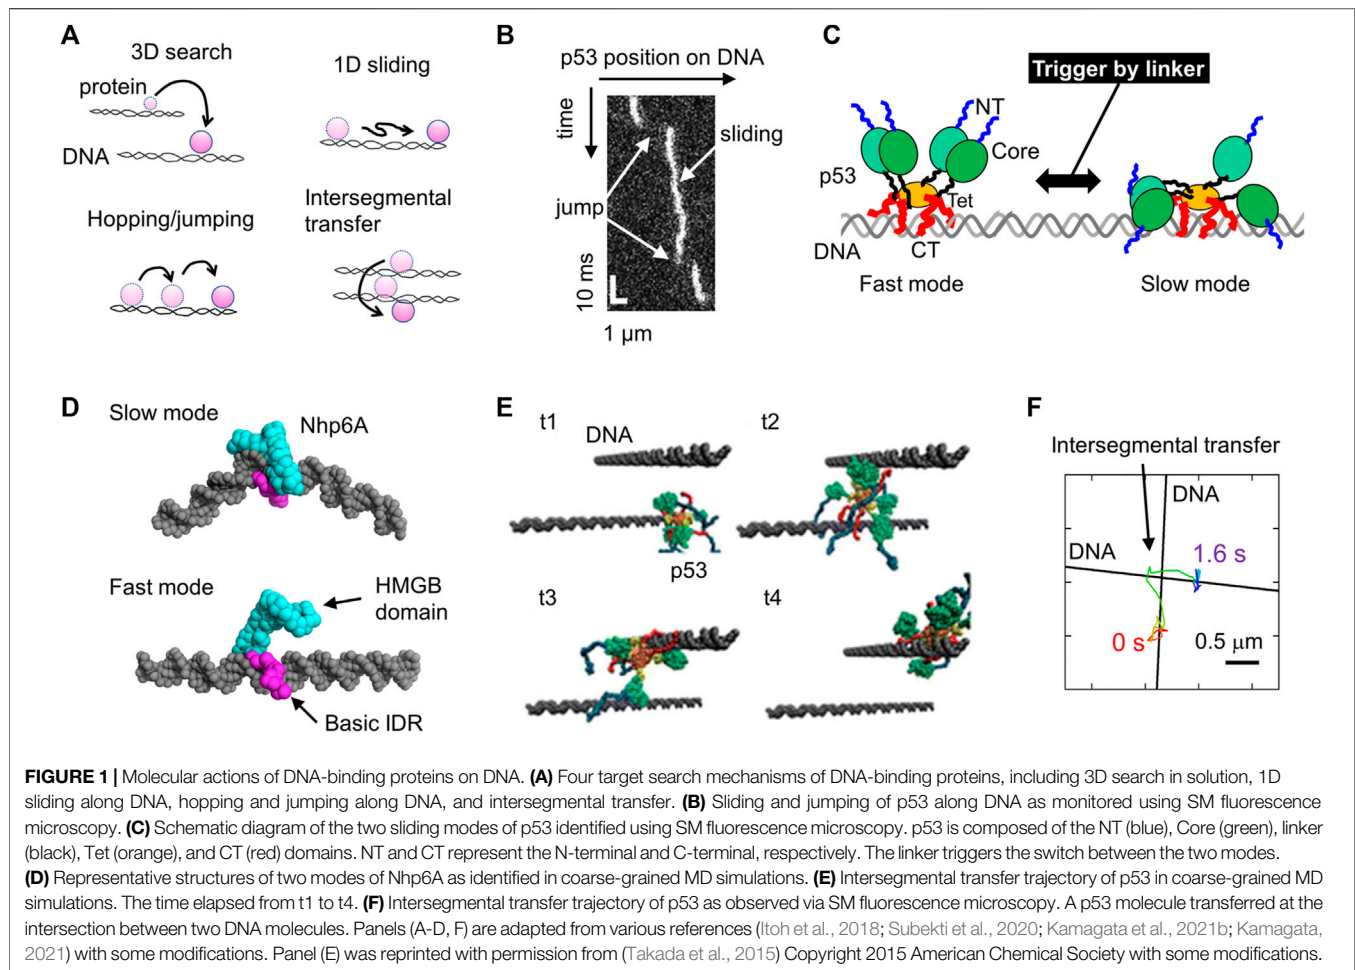 A
3D search
protein
DNA
1D sliding
Hopping/jumping
Intersegmental
transfer
B
p53 position on DNA
time
sliding
jump
10 ms
1 µm
C
Trigger by linker
NT
Core
p53
Tet
DNA
CT
Fast mode
Slow mode
D
Slow mode
Nhp6A
Fast mode
HMGB
domain
Basic IDR
E
t1
DNA
t2
p53
t3
t4
F
Intersegmental transfer
DNA
DNA
1.6 s
0 s
0.5 µm
FIGURE 1 | Molecular actions of DNA-binding proteins on DNA. (A) Four target search mechanisms of DNA-binding proteins, including 3D search in solution, 1D
sliding along DNA, hopping and jumping along DNA, and intersegmental transfer. (B) Sliding and jumping of p53 along DNA as monitored using SM fluorescence
microscopy. (C) Schematic diagram of the two sliding modes of p53 identified using SM fluorescence microscopy. p53 is composed of the NT (blue), Core (green), linker
(black), Tet (orange), and CT (red) domains. NT and CT represent the N-terminal and C-terminal, respectively. The linker triggers the switch between the two modes.
(D) Representative structures of two modes of Nhp6A as identified in coarse-grained MD simulations. (E) Intersegmental transfer trajectory of p53 in coarse-grained MD
simulations. The time elapsed from t1 to t4. (F) Intersegmental transfer trajectory of p53 as observed via SM fluorescence microscopy. A p53 molecule transferred at the
intersection between two DNA molecules. Panels (A-D, F) are adapted from various references (Itoh et al., 2018; Subekti et al., 2020; Kamagata et al., 2021b; Kamagata,
2021) with some modifications. Panel (E) was reprinted with permission from (Takada et al., 2015) Copyright 2015 American Chemical Society with some modifications.